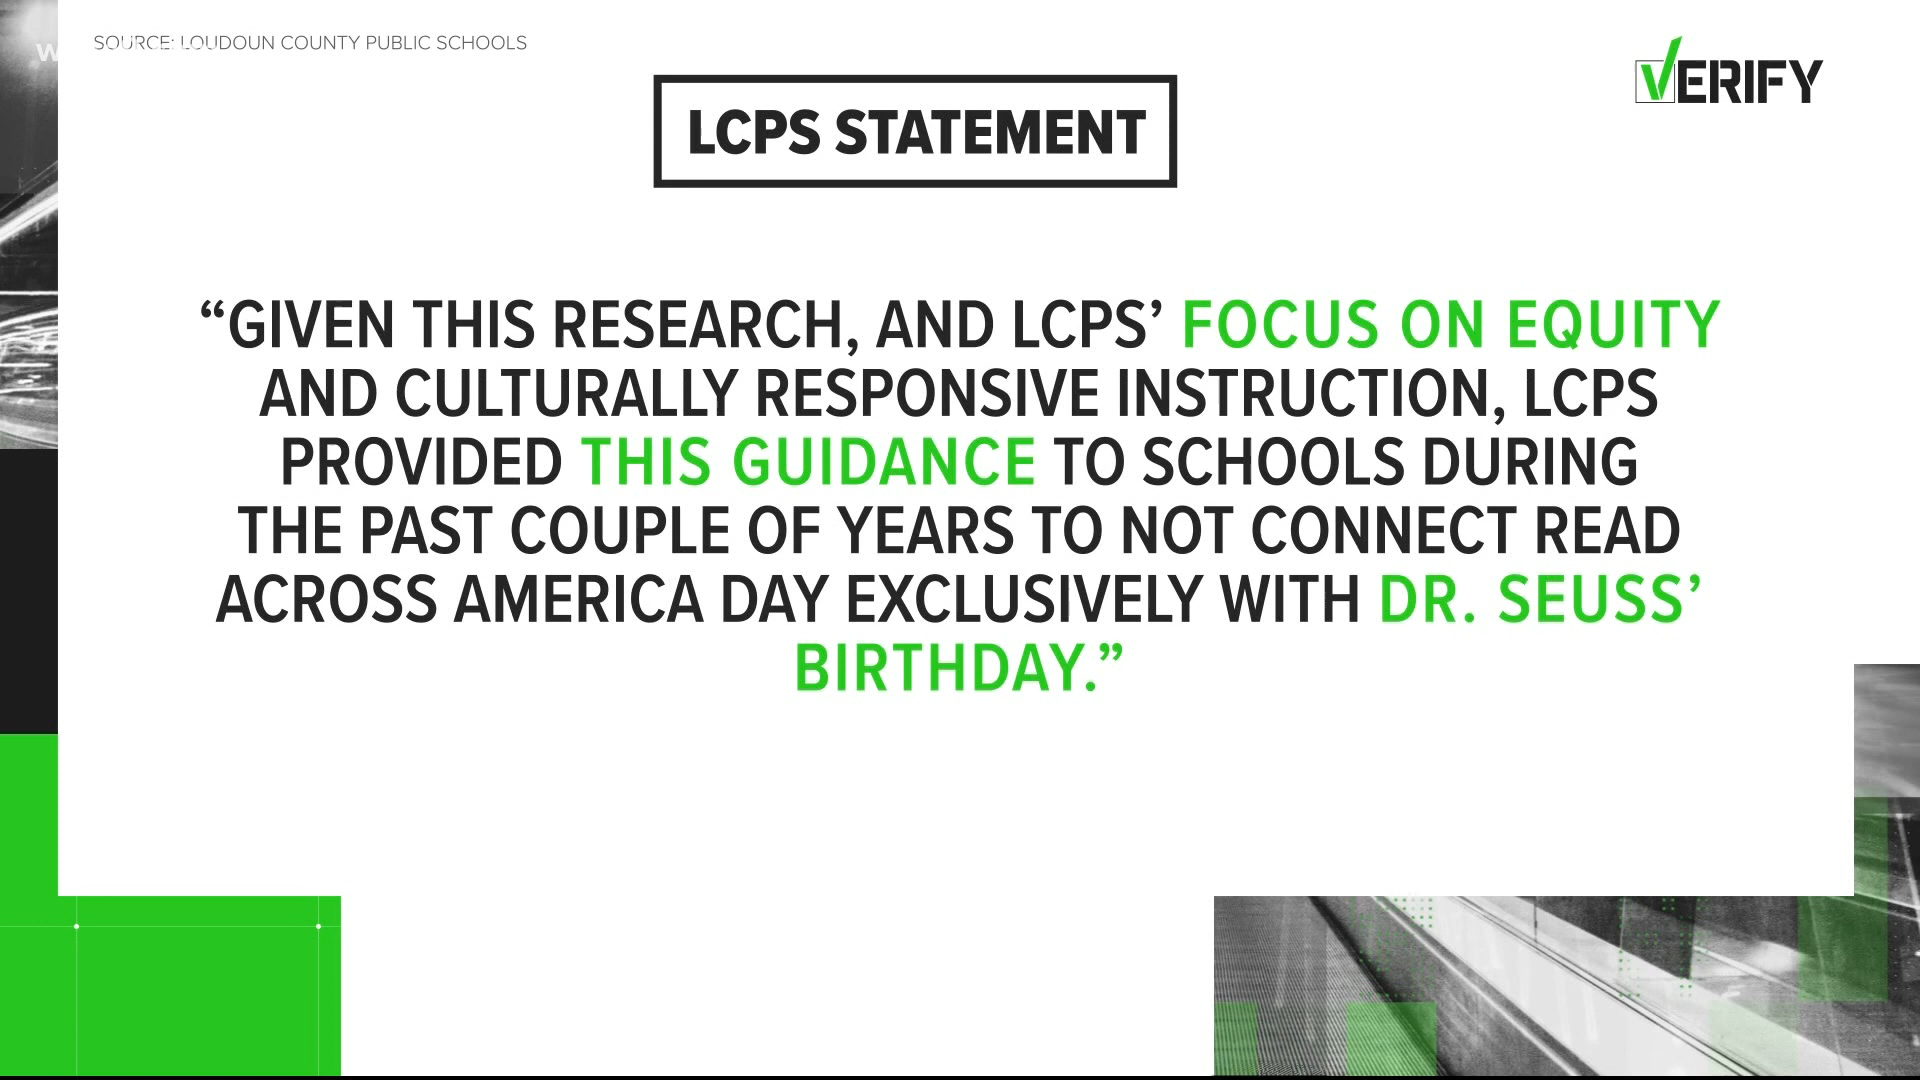 SOURCE: LOUDOUN COUNTY PUBLIC SCHOOLS
VERIFY
LCPS STATEMENT
“GIVEN THIS RESEARCH, AND LCPS’ FOCUS ON EQUITY
AND CULTURALLY RESPONSIVE INSTRUCTION, LCPS
PROVIDED THIS GUIDANCE TO SCHOOLS DURING
THE PAST COUPLE OF YEARS TO NOT CONNECT READ
ACROSS AMERICA DAY EXCLUSIVELY WITH DR. SEUSS’
BIRTHDAY.”